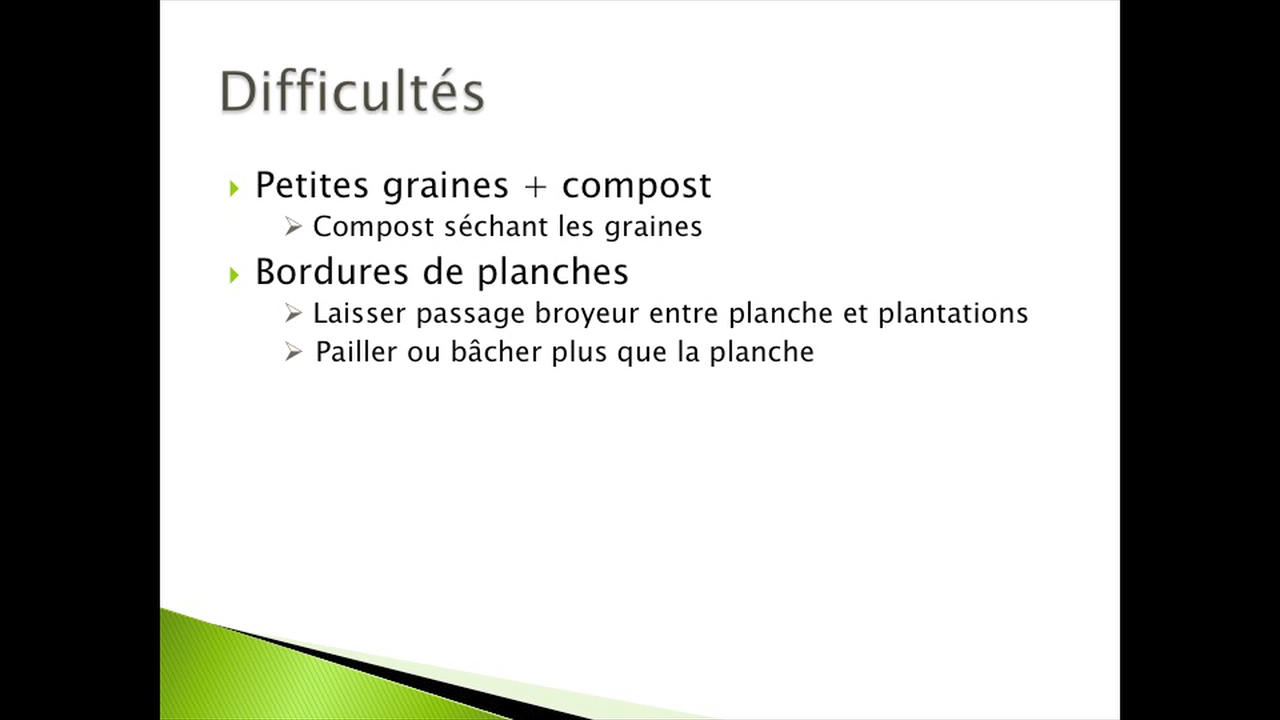 Difficultés
Petites graines + compost
Compost séchant les graines
Bordures de planches
Laisser passage broyeur entre planche et plantations
Pailler ou bâcher plus que la planche